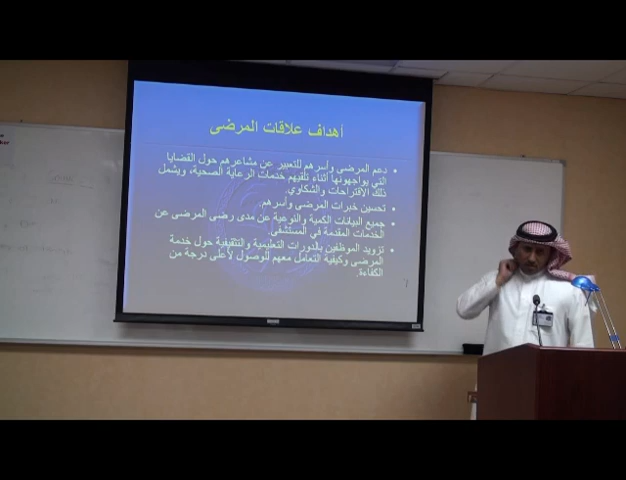 أهداف علاقات المرضى
• دعم المرضى وأسرهم للتعبير عن مشاعرهم حول القضايا
التي يواجهونها أثناء تلقيهم خدمات الرعاية الصحية، ويشمل
ذلك الاقتراحات والشكاوي.
• تحسين خبرات المرضى وأسرهم.
• جميع البيانات الكمية والنوعية عن مدى رضى المرضى عن
الخدمات المقدمة في المستشفى.
• تزويد الموظفين بالدورات التعليمية والتثقيفية حول خدمة
المرضى وكيفية التعامل معهم للوصول لأعلى درجة من
الكفاءة.